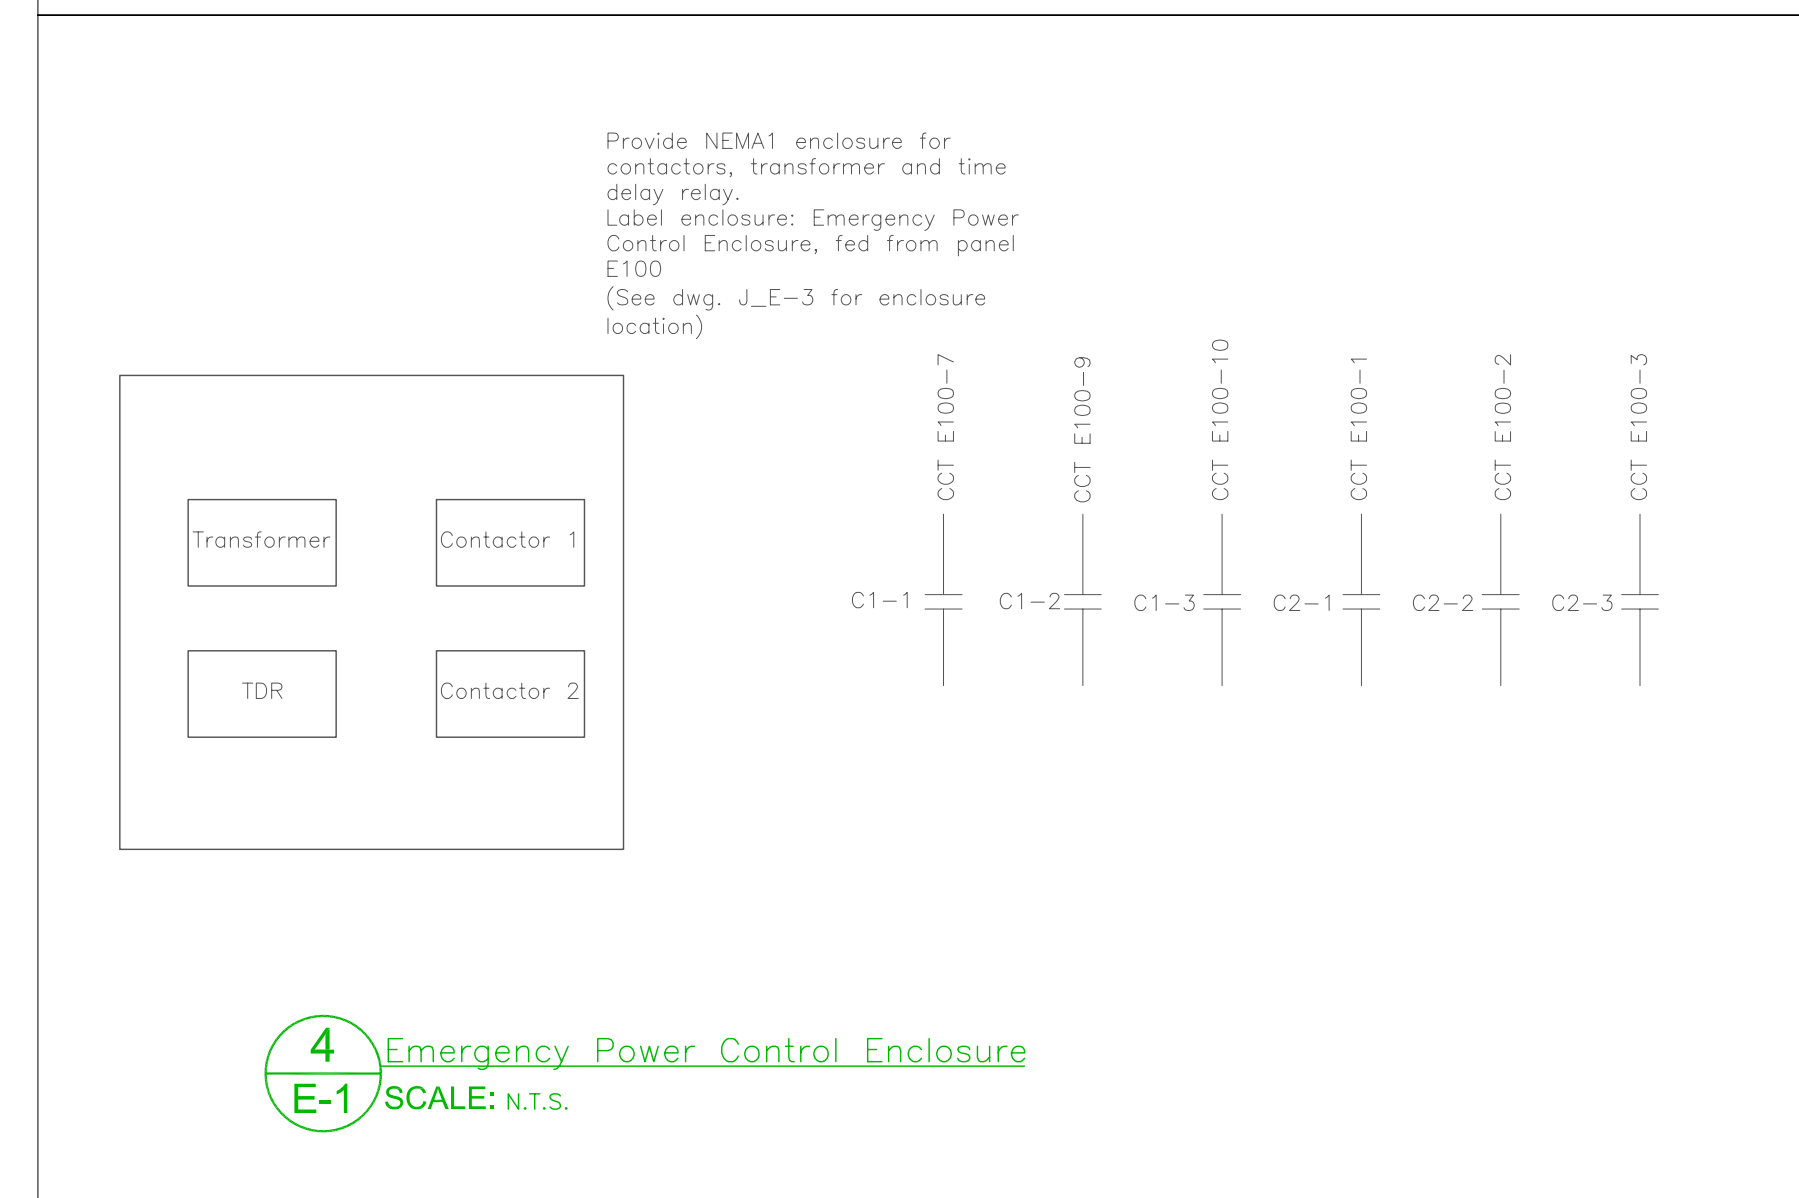 Provide NEMA1 enclosure for
contactors, transformer and time
delay relay.
Label enclosure: Emergency Power
Control Enclosure, fed from panel
E100
(See dwg. J_E-3 for enclosure
location)
CCT E100-7
CCT E100-9
CCT E100-10
CCT E100-1
CCT E100-2
CCT E100-3
Transformer
Contactor 1
C1-1
C1-2
C1-3
C2-1
C2-2
C2-3
TDR
Contactor 2
4
Emergency Power Control Enclosure
E-1
SCALE: N.T.S.